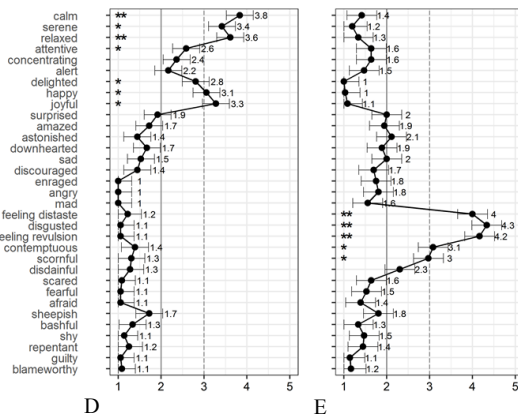 calm ** 3.8 1.4
serene * 3.4 1.2
relaxed ** 3.6 1.3
attentive * 2.6 1.6
concentrating 2.4 1.6
alert 2.2 1.5
delighted * 2.8 1
happy * 3.1 1
joyful * 3.3 1.1
surprised 1.9 2
amazed 1.7 1.9
astonished 1.4 2.1
downhearted 1.7 1.9
sad 1.5 2
discouraged 1.4 1.7
enraged 1 1.8
angry 1 1.8
mad 1 1.6
feeling distaste 1.2 ** 4
disgusted 1.1 ** 4.3
eeling revulsion 1.1 ** 4.2
contemptuous 1.4 * 3.1
scornful 1.3 * 3
disdainful 1.3 2.3
scared 1.1 1.6
fearful 1.1 1.5
afraid 1.1 1.4
sheepish 1.7 1.8
bashful 1.3 1.3
shy 1.1 1.5
repentant 1.2 1.4
guilty 1.1 1.1
blameworthy 1.1 1.2
1 2 3 4 5 1 2 3 4 5
D E